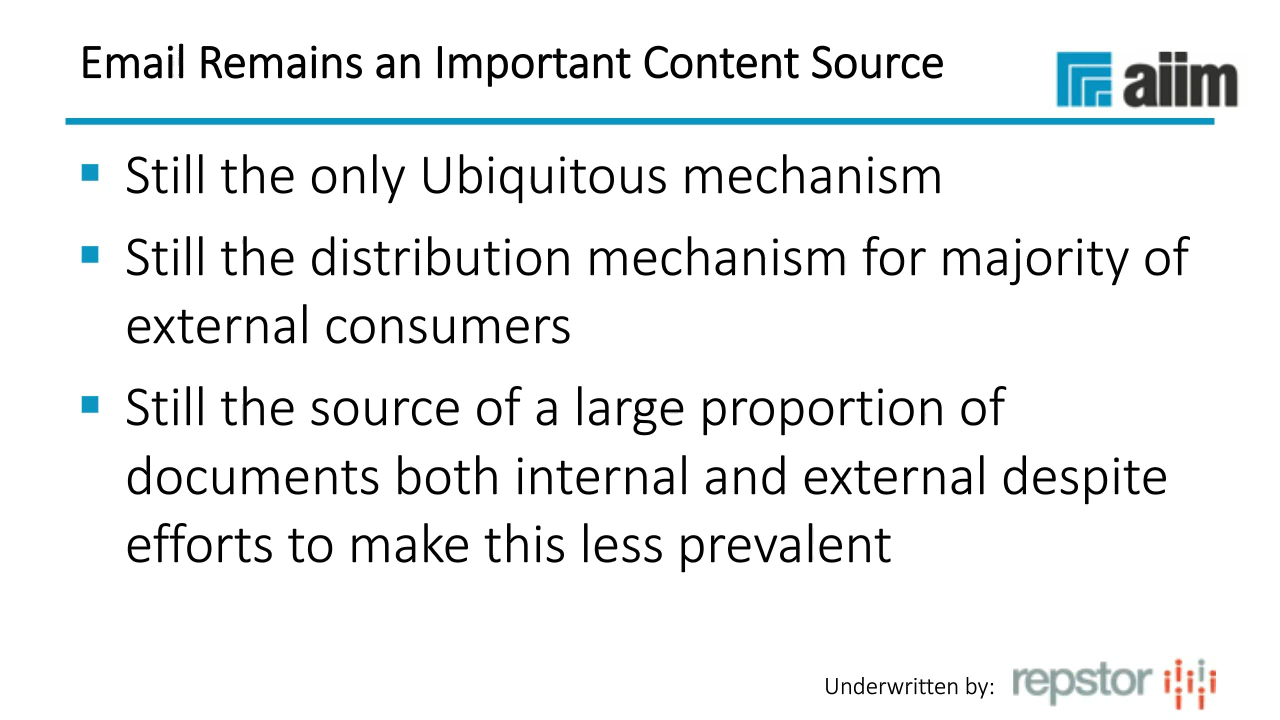 Email Remains an Important Content Source
aiim
▪ Still the only Ubiquitous mechanism
▪ Still the distribution mechanism for majority of
external consumers
▪ Still the source of a large proportion of
documents both internal and external despite
efforts to make this less prevalent
Underwritten by: repstor